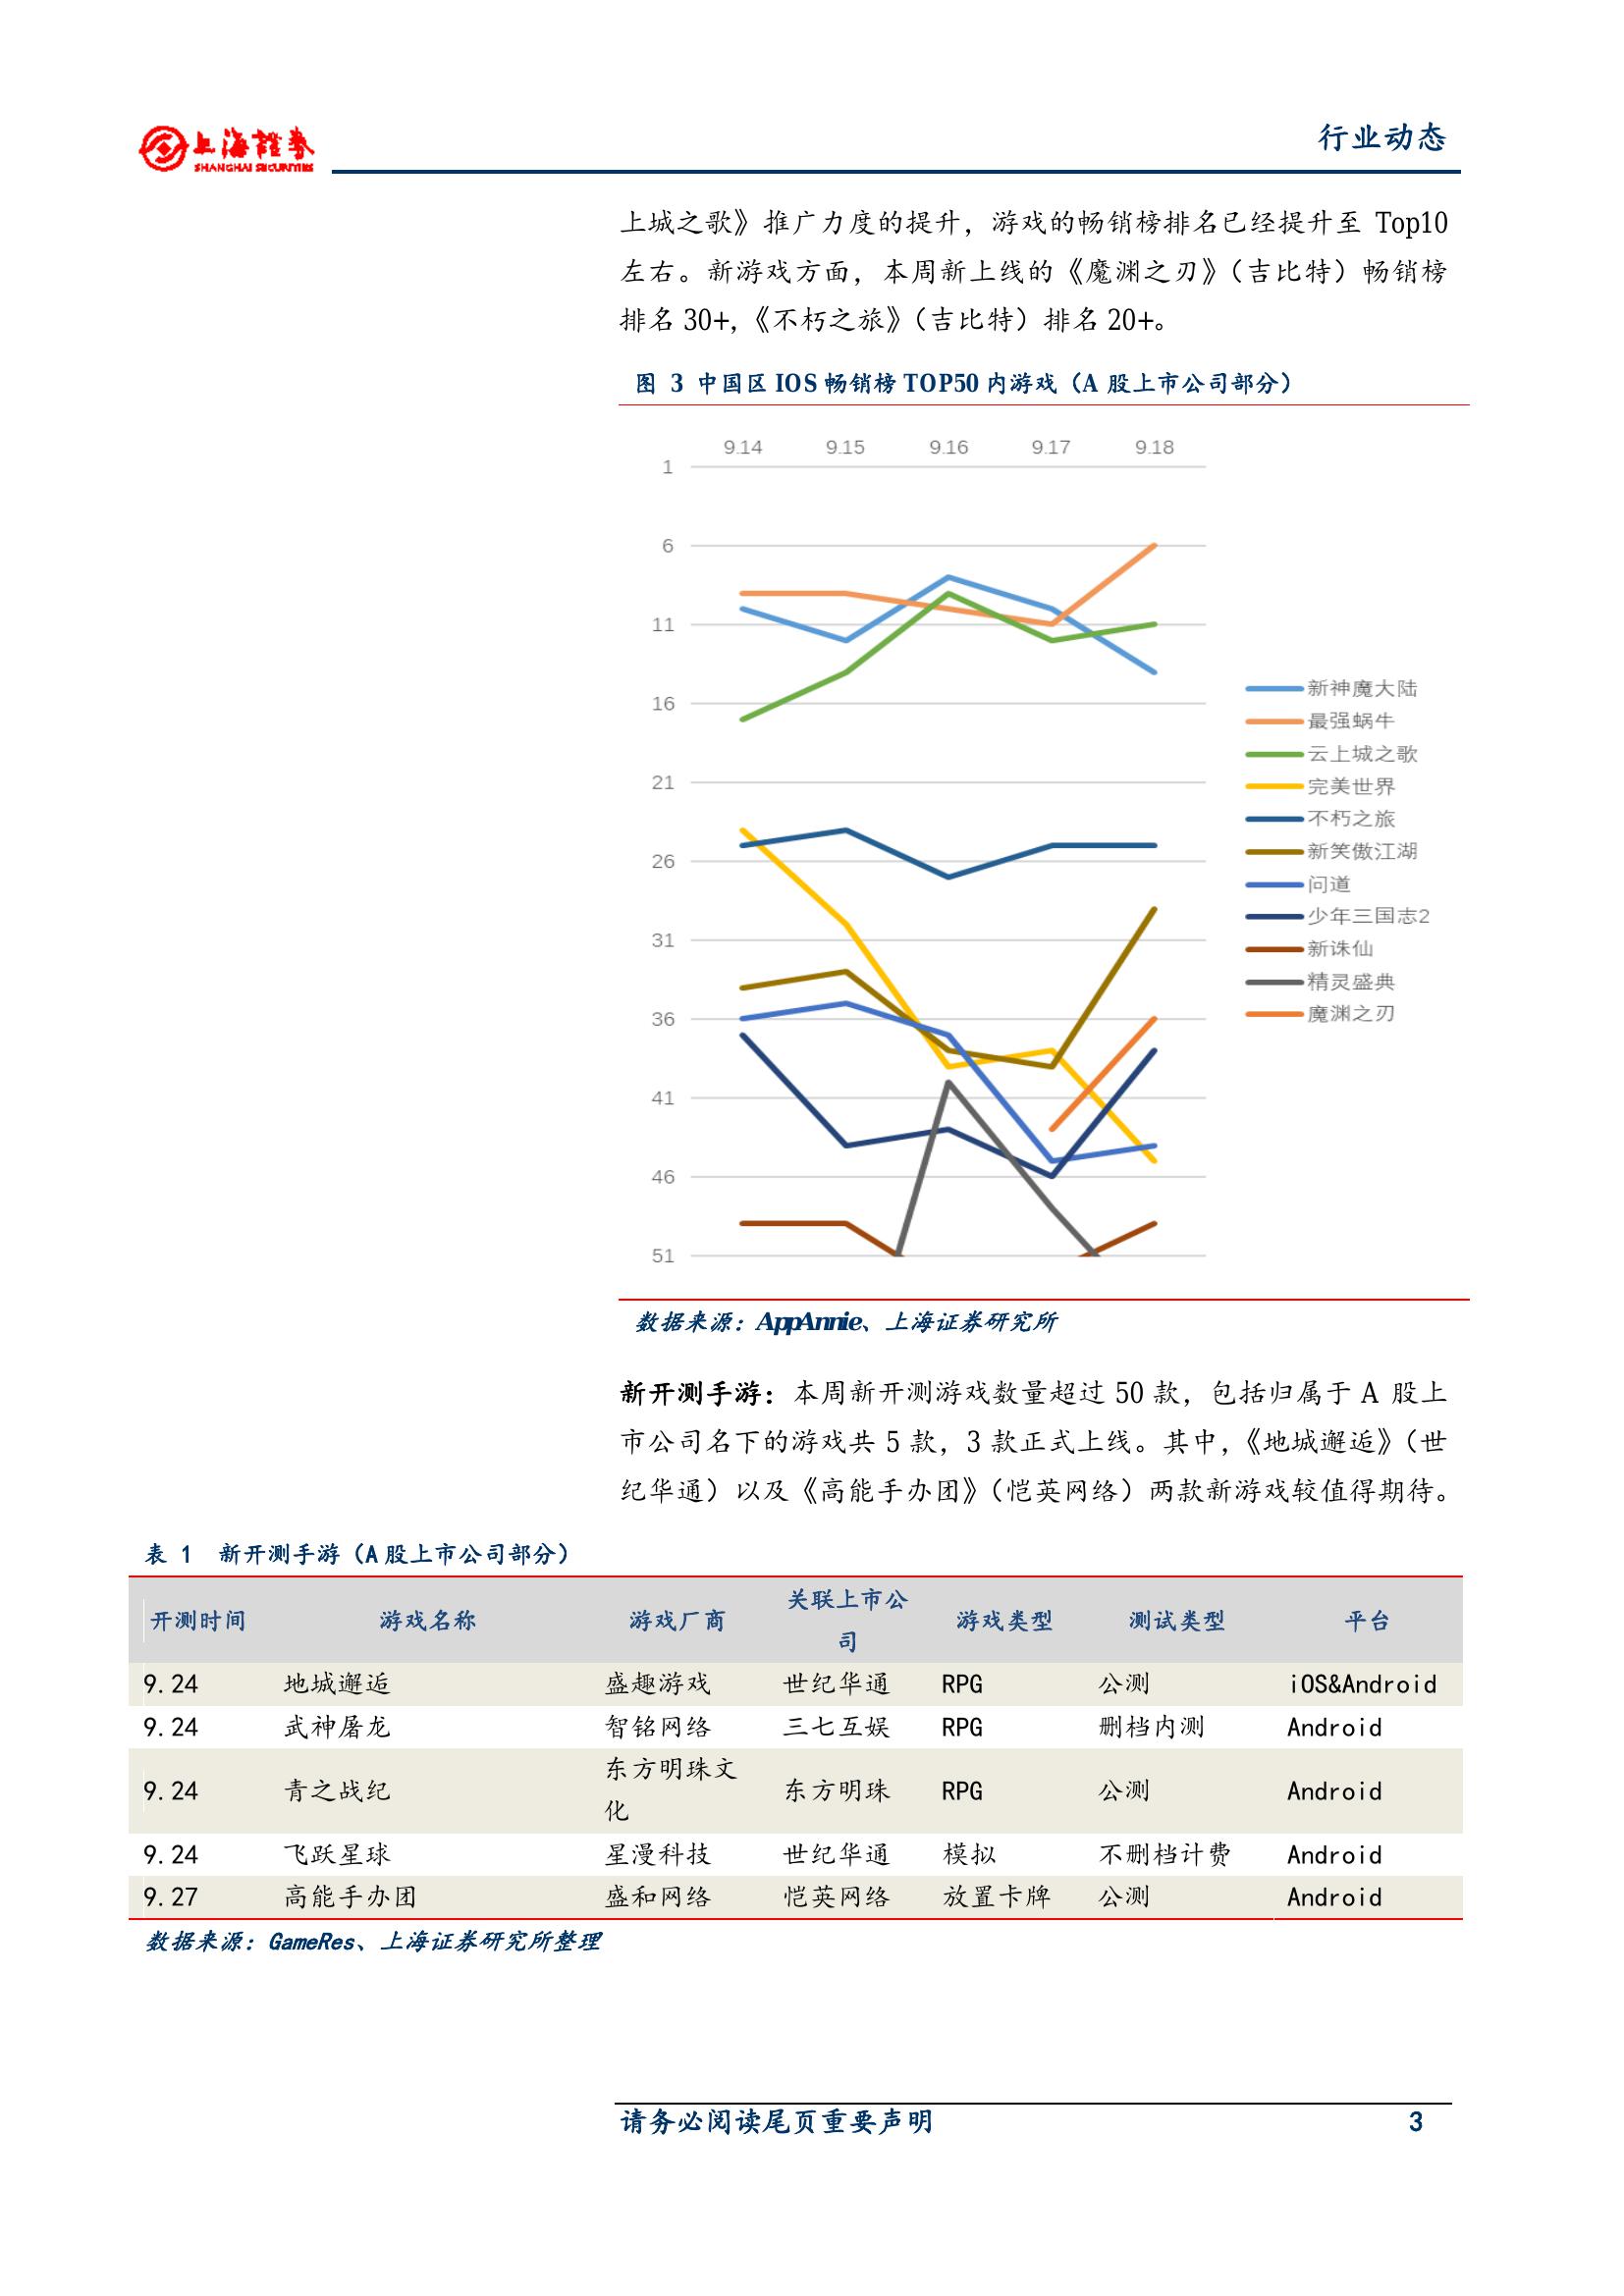 上海證券
SHANGHAI SECURITIES
行业动态
上城之歌》推广力度的提升，游戏的畅销榜排名已经提升至 Top10
左右。新游戏方面，本周新上线的《魔渊之刃》（吉比特）畅销榜
排名 30+，《不朽之旅》（吉比特）排名 20+。
图 3 中国区 IOS 畅销榜 TOP50 内游戏（A 股上市公司部分）
9.14 9.15 9.16 9.17 9.18
1
6
11
16
21
26
31
36
41
46
51
新神魔大陆
最强蜗牛
云上城之歌
完美世界
不朽之旅
新笑傲江湖
问道
少年三国志2
新诛仙
精灵盛典
魔渊之刃
数据来源：AppAnnie、上海证券研究所
新开测手游：本周新开测游戏数量超过 50 款，包括归属于 A 股上
市公司名下的游戏共 5 款，3 款正式上线。其中，《地城邂逅》（世
纪华通）以及《高能手办团》（恺英网络）两款新游戏较值得期待。
表 1 新开测手游（A 股上市公司部分）
开测时间 游戏名称 游戏厂商 关联上市公司 游戏类型 测试类型 平台
9.24 地城邂逅 盛趣游戏 世纪华通 RPG 公测 iOS&Android
9.24 武神屠龙 智铭网络 三七互娱 RPG 删档内测 Android
9.24 青之战纪 东方明珠文化 东方明珠 RPG 公测 Android
9.24 飞跃星球 星漫科技 世纪华通 模拟 不删档计费 Android
9.27 高能手办团 盛和网络 恺英网络 放置卡牌 公测 Android
数据来源：GameRes、上海证券研究所整理
请务必阅读尾页重要声明 3